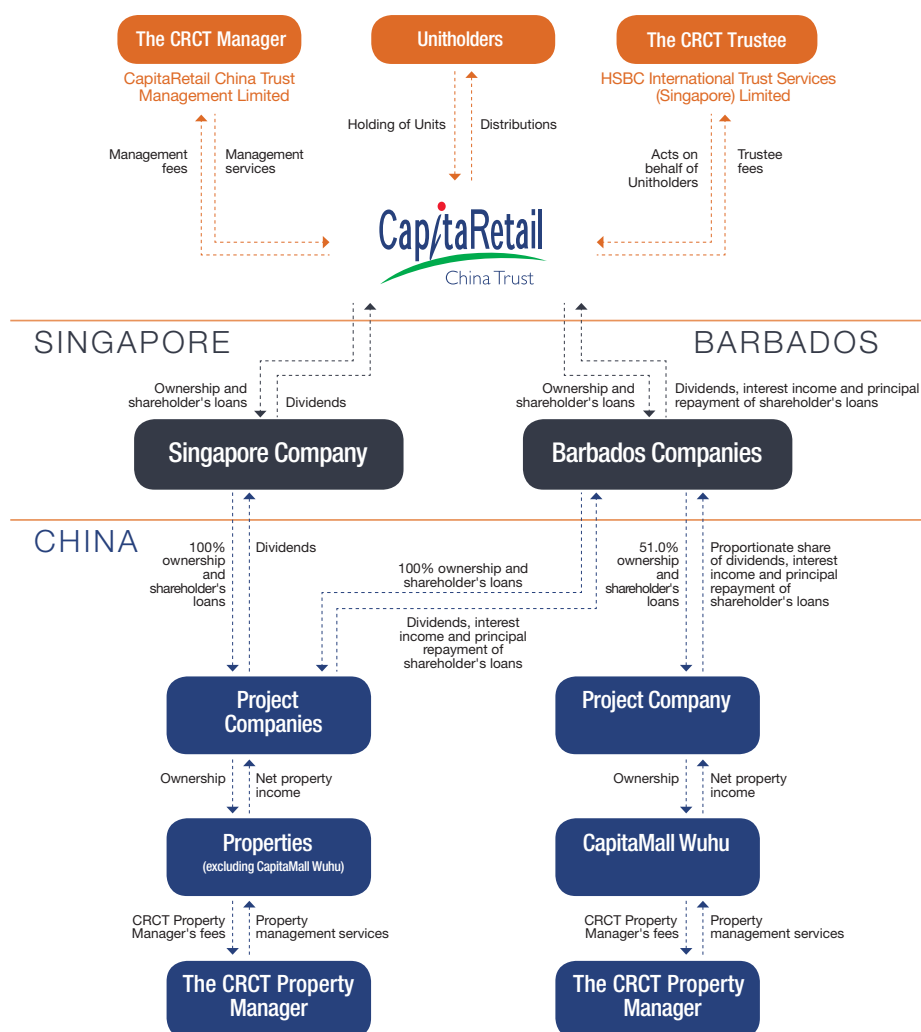 The CRCT Manager
CapitaRetail China Trust
Management Limited
Unitholders
The CRCT Trustee
HSBC International Trust Services
(Singapore) Limited
Management
fees
Management
services
Holding of Units
Distributions
Acts on
behalf of
Unitholders
Trustee
fees
CapitaRetail
China Trust
SINGAPORE
BARBADOS
Ownership and
shareholder's loans
Dividends
Ownership and
shareholder's loans
Dividends, interest income and principal
repayment of shareholder's loans
Singapore Company
Barbados Companies
CHINA
100%
ownership
and
shareholder's
loans
Dividends
100% ownership and
shareholder's loans
Dividends, interest
income and principal
repayment of
shareholder's loans
51.0%
ownership
and
shareholder's
loans
Proportionate share
of dividends, interest
income and principal
repayment of
shareholder's loans
Project
Companies
Project Company
Ownership
Net property
income
Ownership
Net property
income
Properties
(excluding CapitaMall Wuhu)
CapitaMall Wuhu
CRCT Property
Manager's fees
Property
management services
CRCT Property
Manager's fees
Property
management services
The CRCT Property
Manager
The CRCT Property
Manager